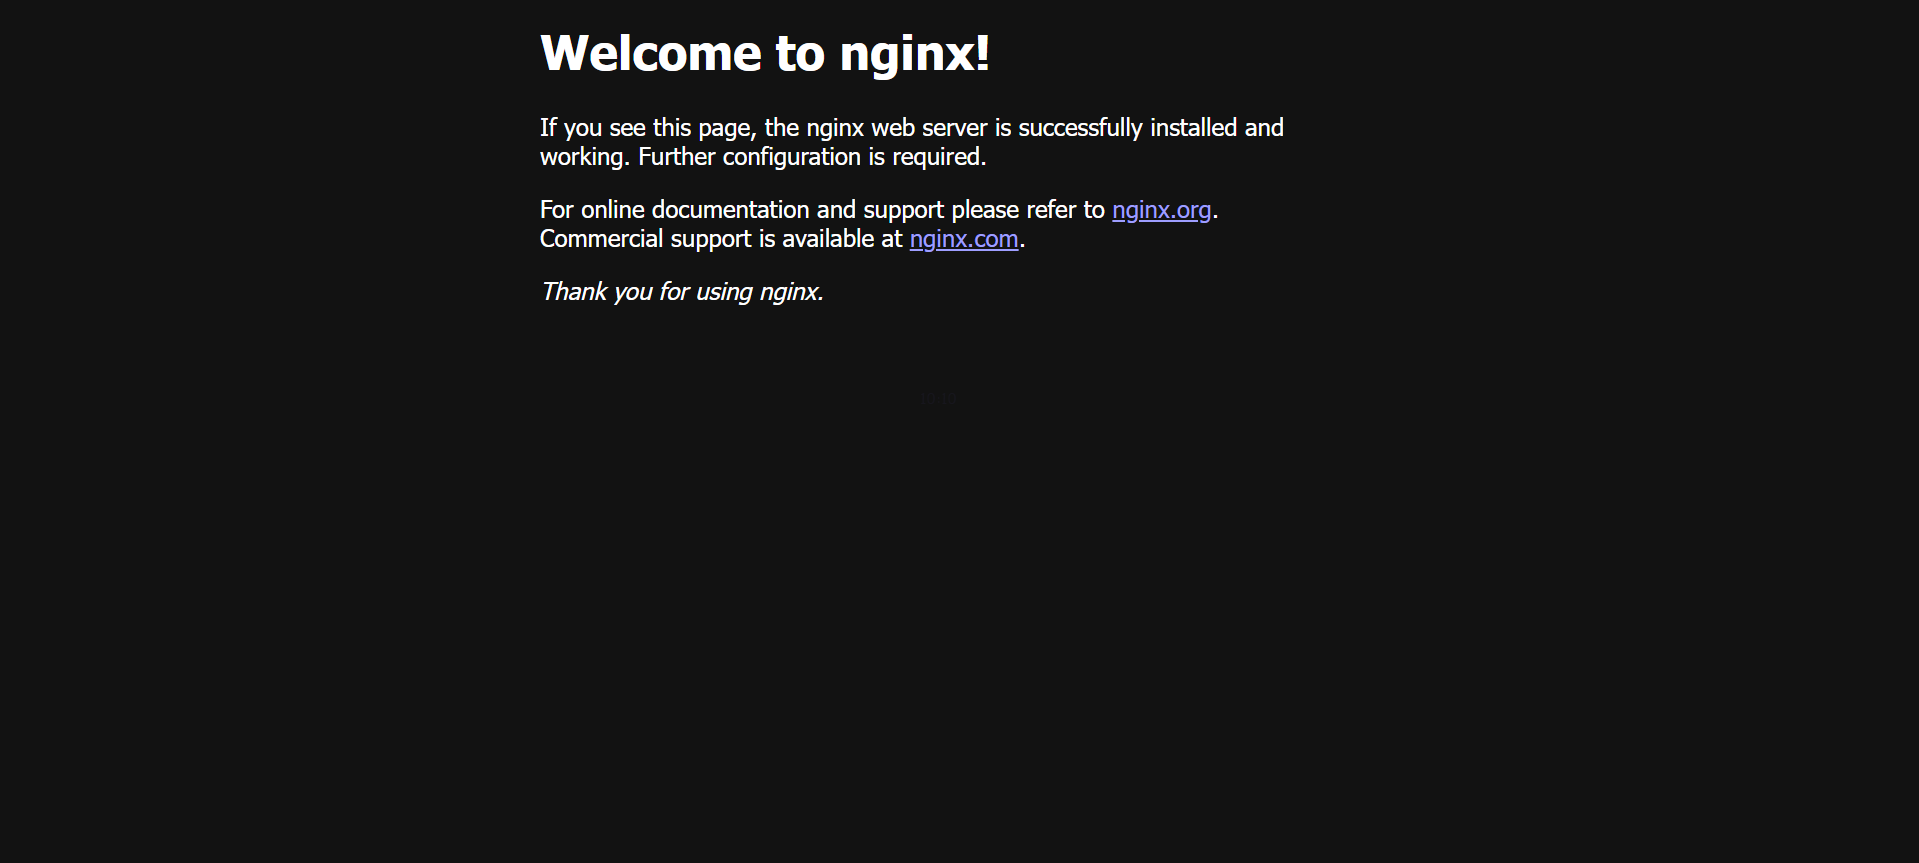 Welcome to nginx!
If you see this page, the nginx web server is successfully installed and
working. Further configuration is required.
For online documentation and support please refer to nginx.org.
Commercial support is available at nginx.com.
Thank you for using nginx.